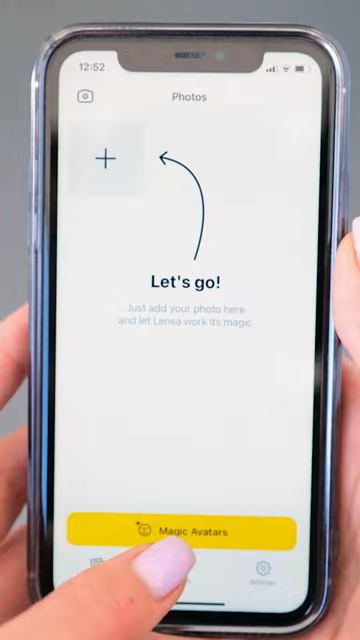 12:52
Photos
Let's go!
Just add your photo here
and let Lensa work its magic
Magic Avatars